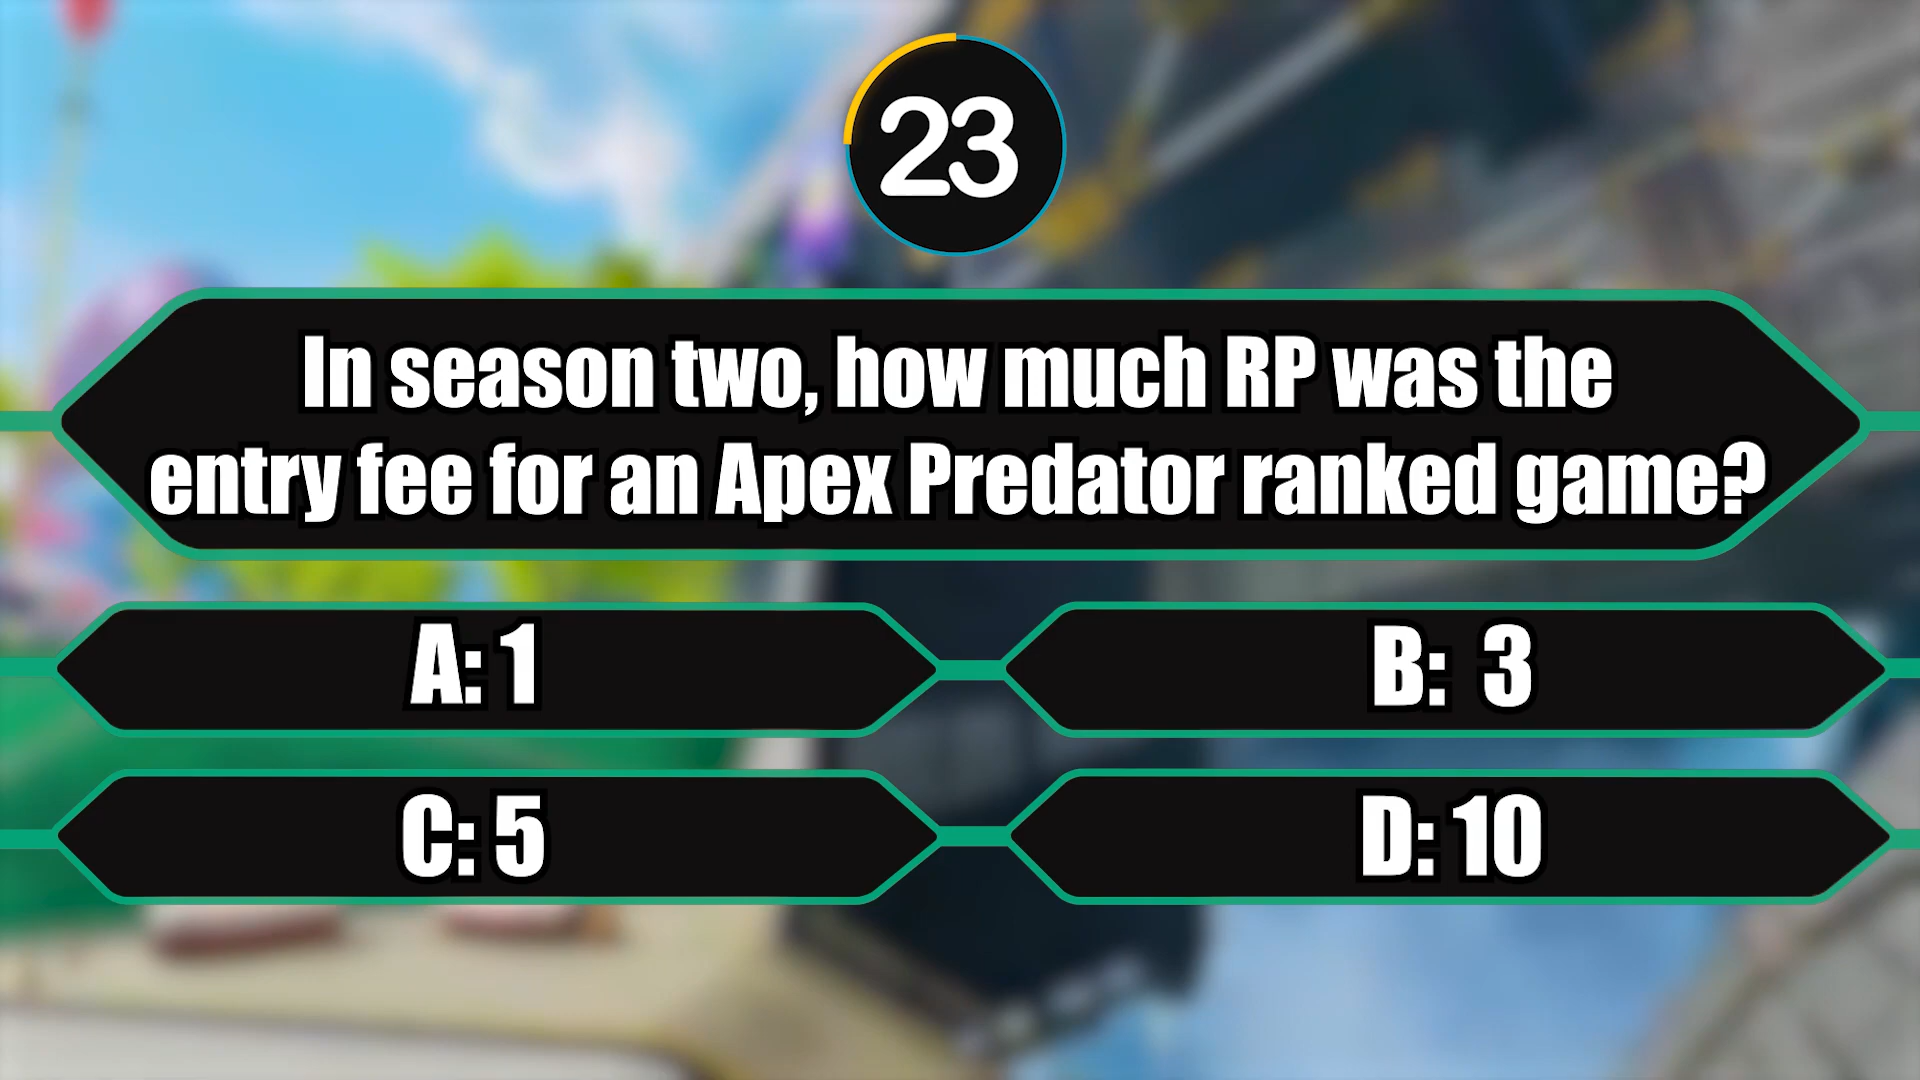 23
In season two, how much RP was the
entry fee for an Apex Predator ranked game?
A: 1
B: 3
C: 5
D: 10